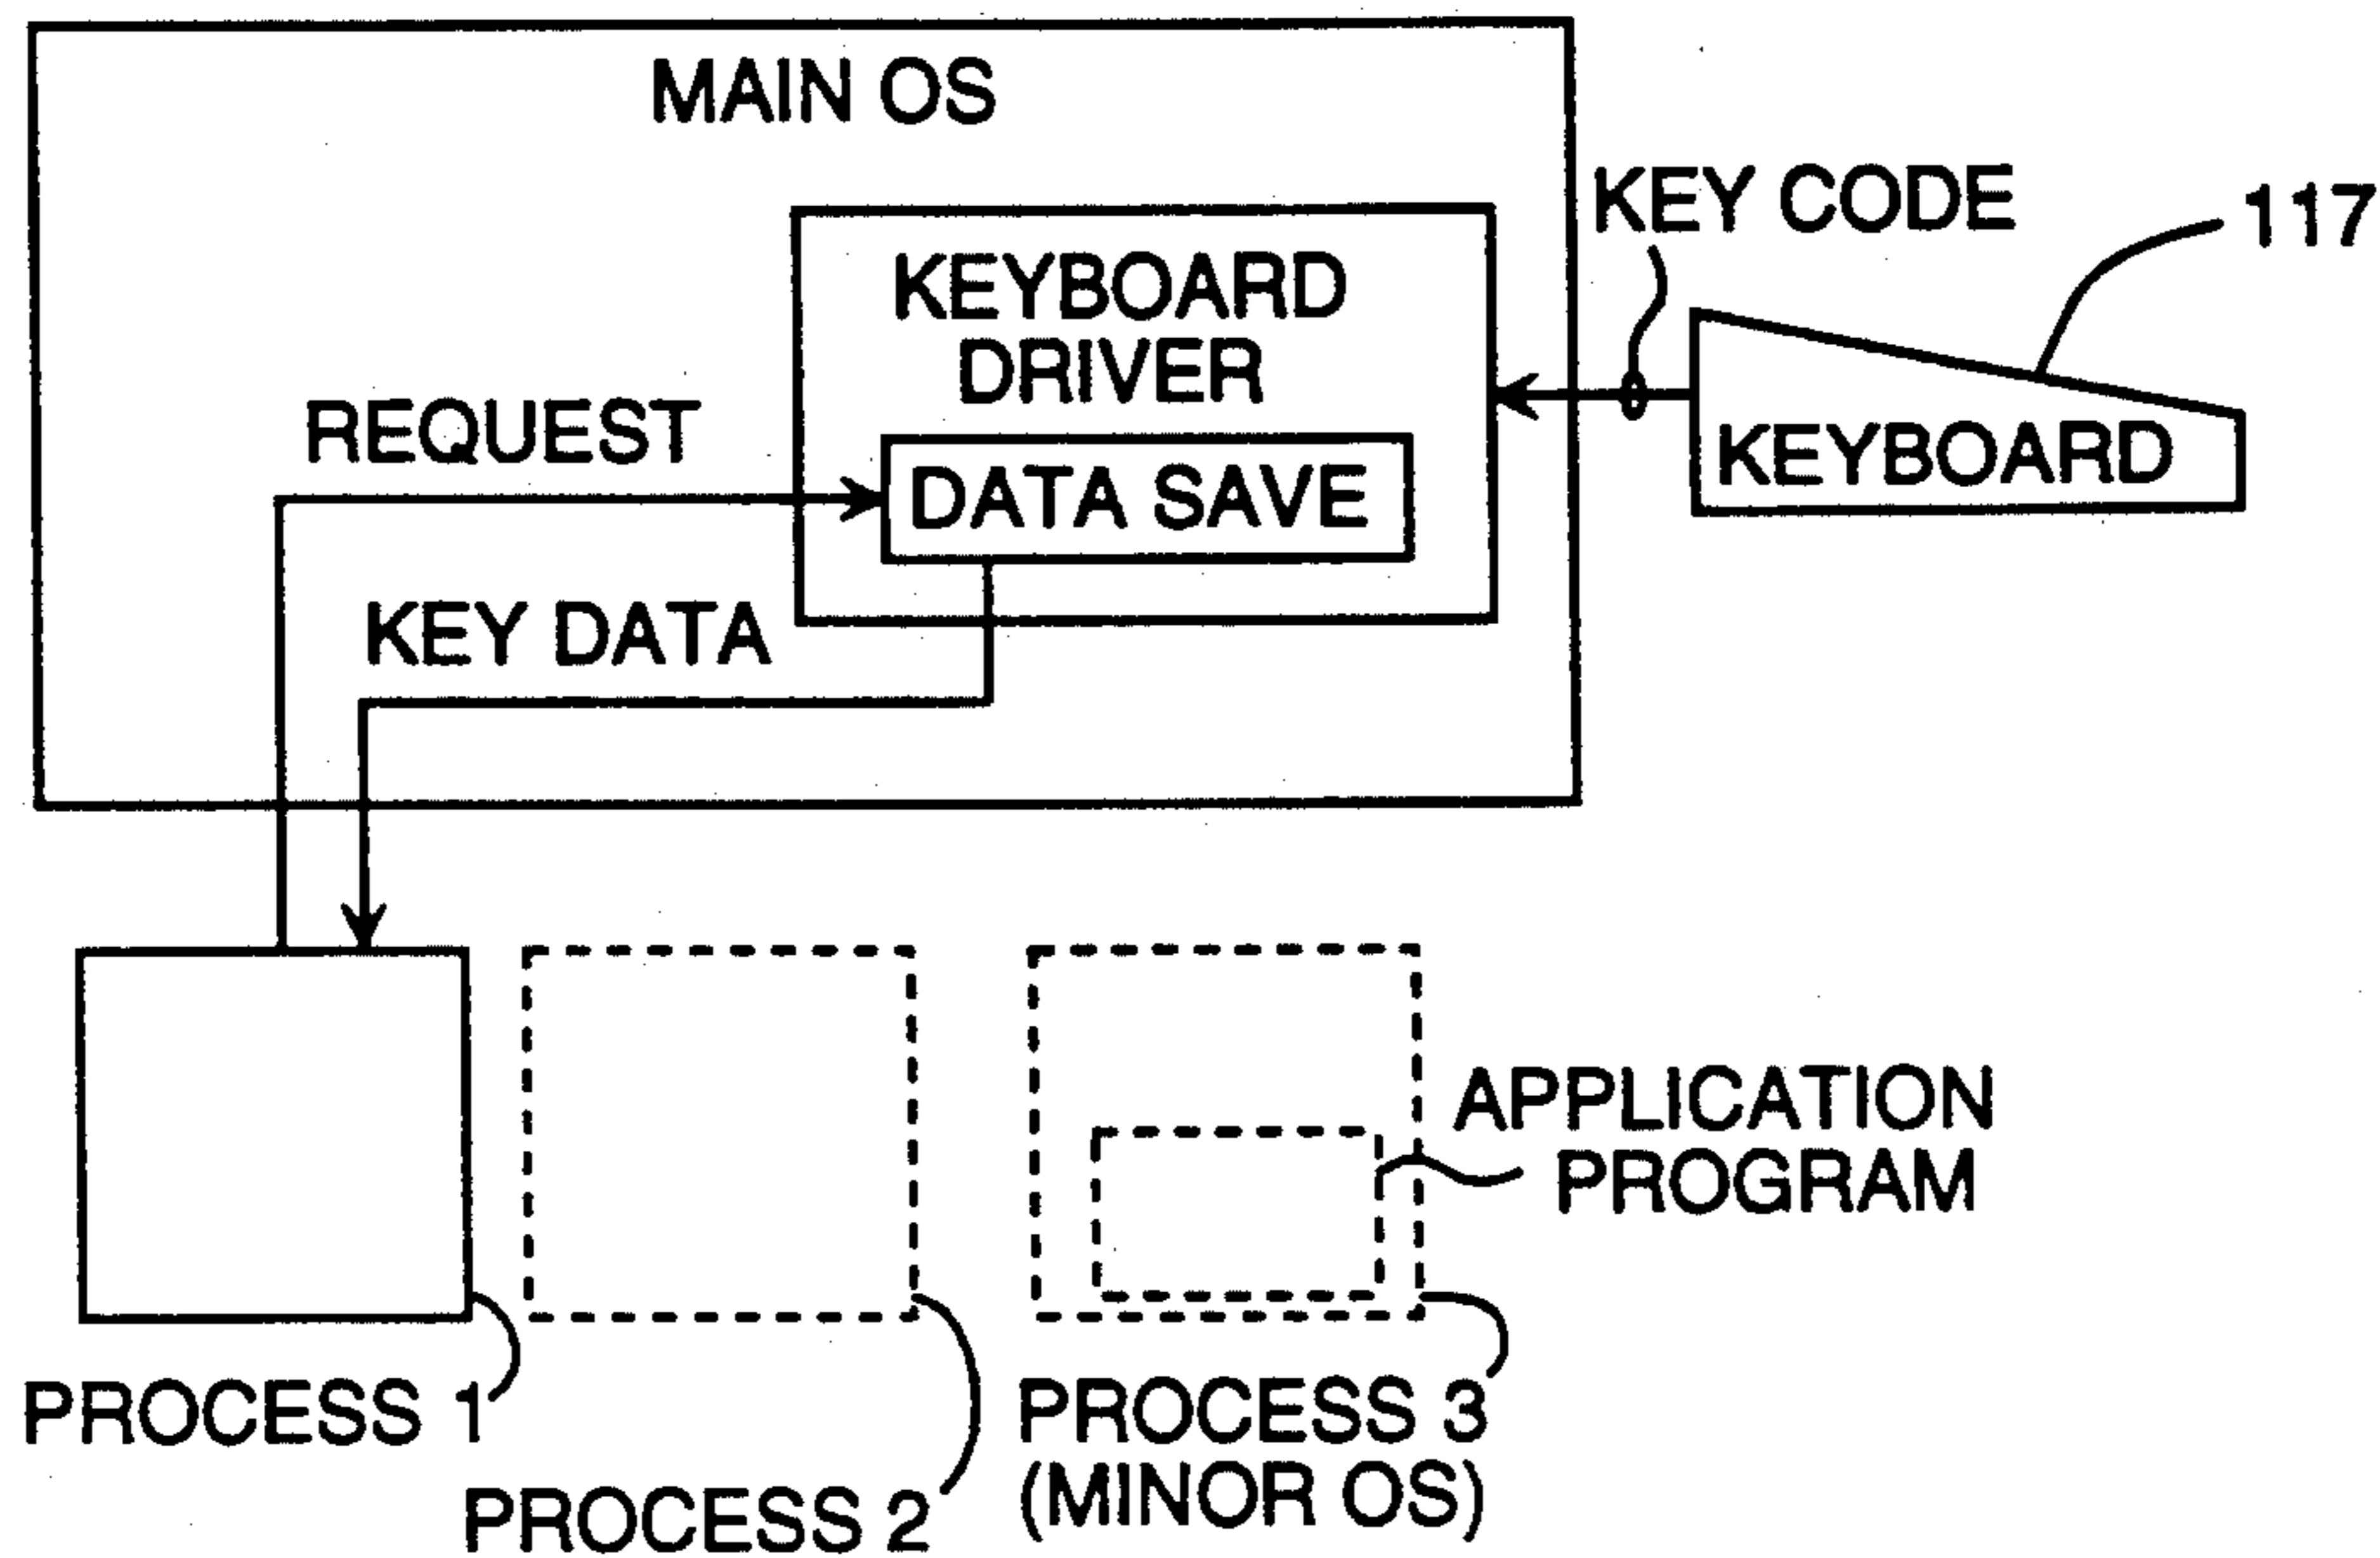 MAIN OS
KEY CODE
117
KEYBOARD
DRIVER
REQUEST
DATA SAVE
KEYBOARD
KEY DATA
APPLICATION
PROGRAM
PROCESS 1
PROCESS 2
PROCESS 3
(MINOR OS)